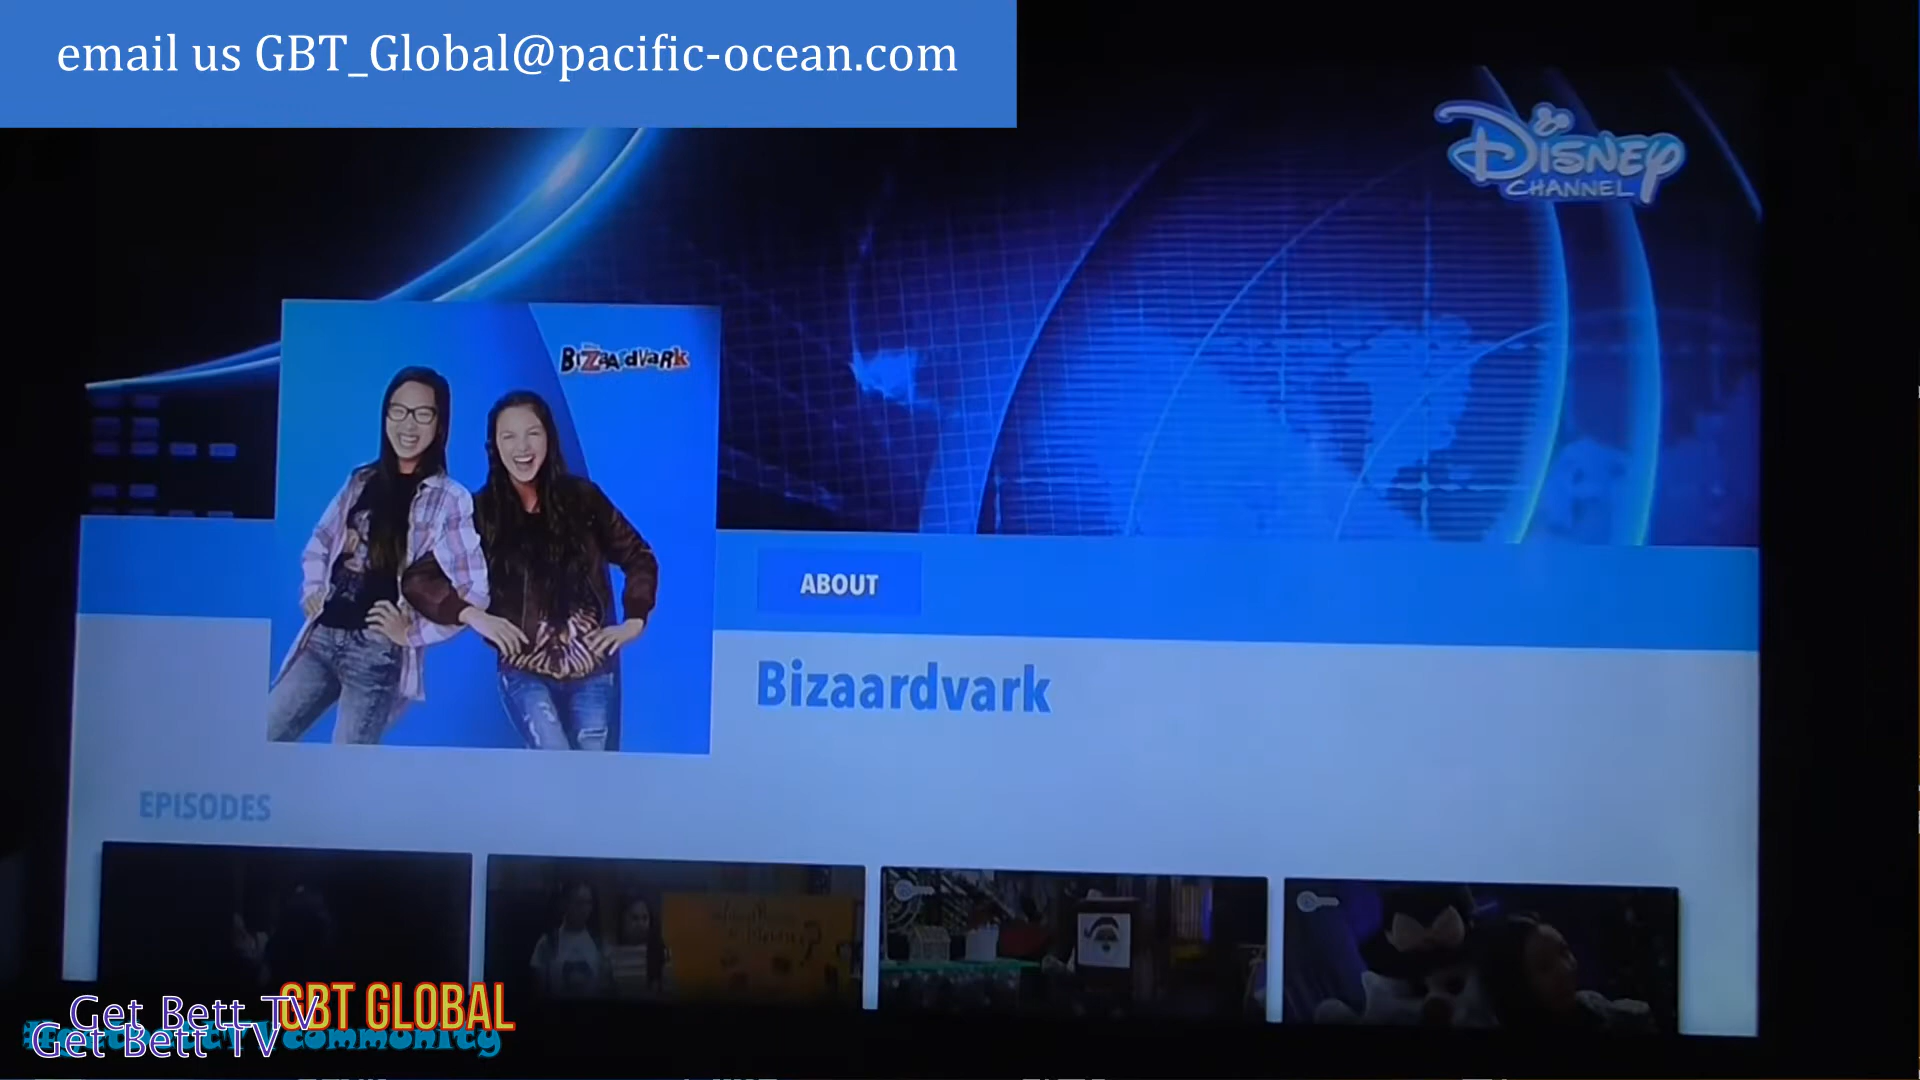 email us GBT_Global@pacific-ocean.com
DISNEY
CHANNEL
BiZaardVarK
ABOUT
Bizaardvark
EPISODES
GBT GLOBAL
Get Bett TV
Get Bett TV
community